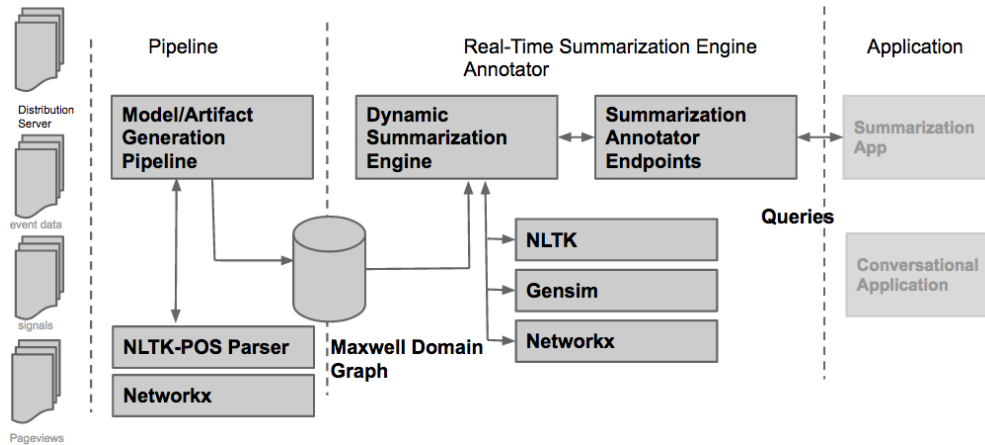 Distribution
Server
event data
signals
Pageviews
Pipeline
Model/Artifact
Generation
Pipeline
NLTK-POS Parser
Networkx
Maxwell Domain
Graph
Real-Time Summarization Engine
Annotator
Dynamic
Summarization
Engine
Summarization
Annotator
Endpoints
NLTK
Gensim
Networkx
Queries
Application
Summarization
App
Conversational
Application